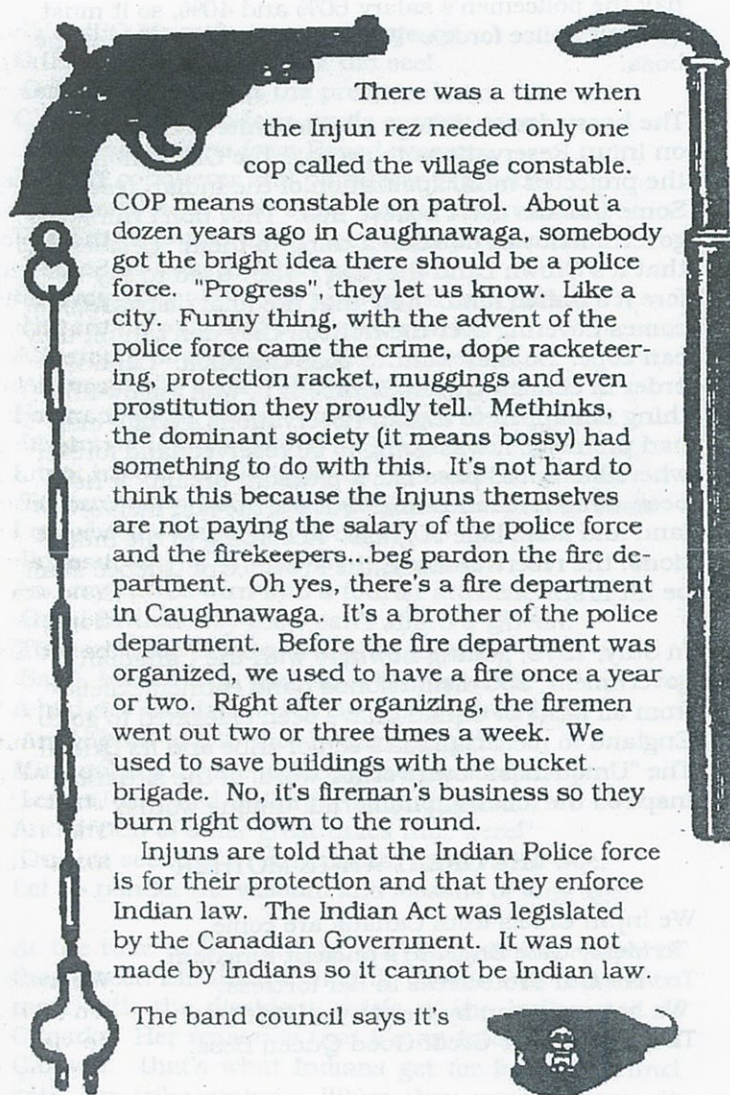 There was a time when
the Injun rez needed only one
cop called the village constable.
COP means constable on patrol. About a
dozen years ago in Caughnawaga, somebody
got the bright idea there should be a police
force. "Progress", they let us know. Like a
city. Funny thing, with the advent of the
police force came the crime, dope racketeer-
ing, protection racket, muggings and even
prostitution they proudly tell. Methinks,
the dominant society (it means bossy) had
something to do with this. It's not hard to
think this because the Injuns themselves
are not paying the salary of the police force
and the firekeepers...beg pardon the fire de-
partment. Oh yes, there's a fire department
in Caughnawaga. It's a brother of the police
department. Before the fire department was
organized, we used to have a fire once a year
or two. Right after organizing, the firemen
went out two or three times a week. We
used to save buildings with the bucket
brigade. No, it's fireman's business so they
burn right down to the round.
Injuns are told that the Indian Police force
is for their protection and that they enforce
Indian law. The Indian Act was leglslated
by the Canadian Government. It was not
made by Indians so it cannot be Indian law.
The band council says it's